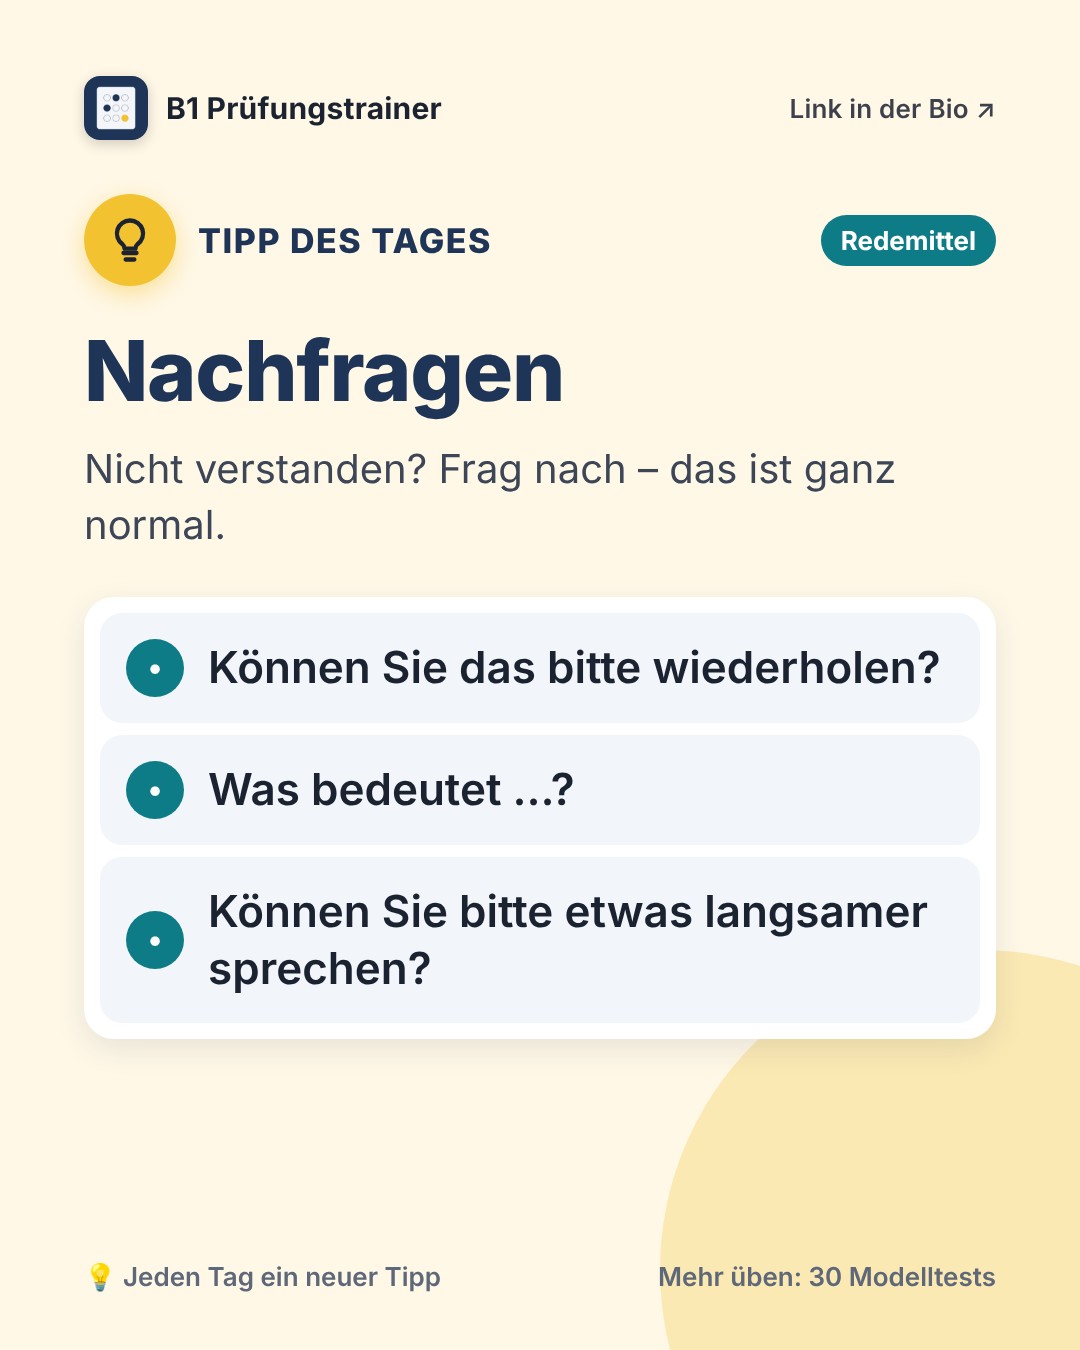 B1 Prüfungstrainer
Link in der Bio ↗
TIPP DES TAGES
Redemittel
Nachfragen
Nicht verstanden? Frag nach – das ist ganz
normal.
• Können Sie das bitte wiederholen?
• Was bedeutet …?
• Können Sie bitte etwas langsamer
sprechen?
💡 Jeden Tag ein neuer Tipp
Mehr üben: 30 Modelltests